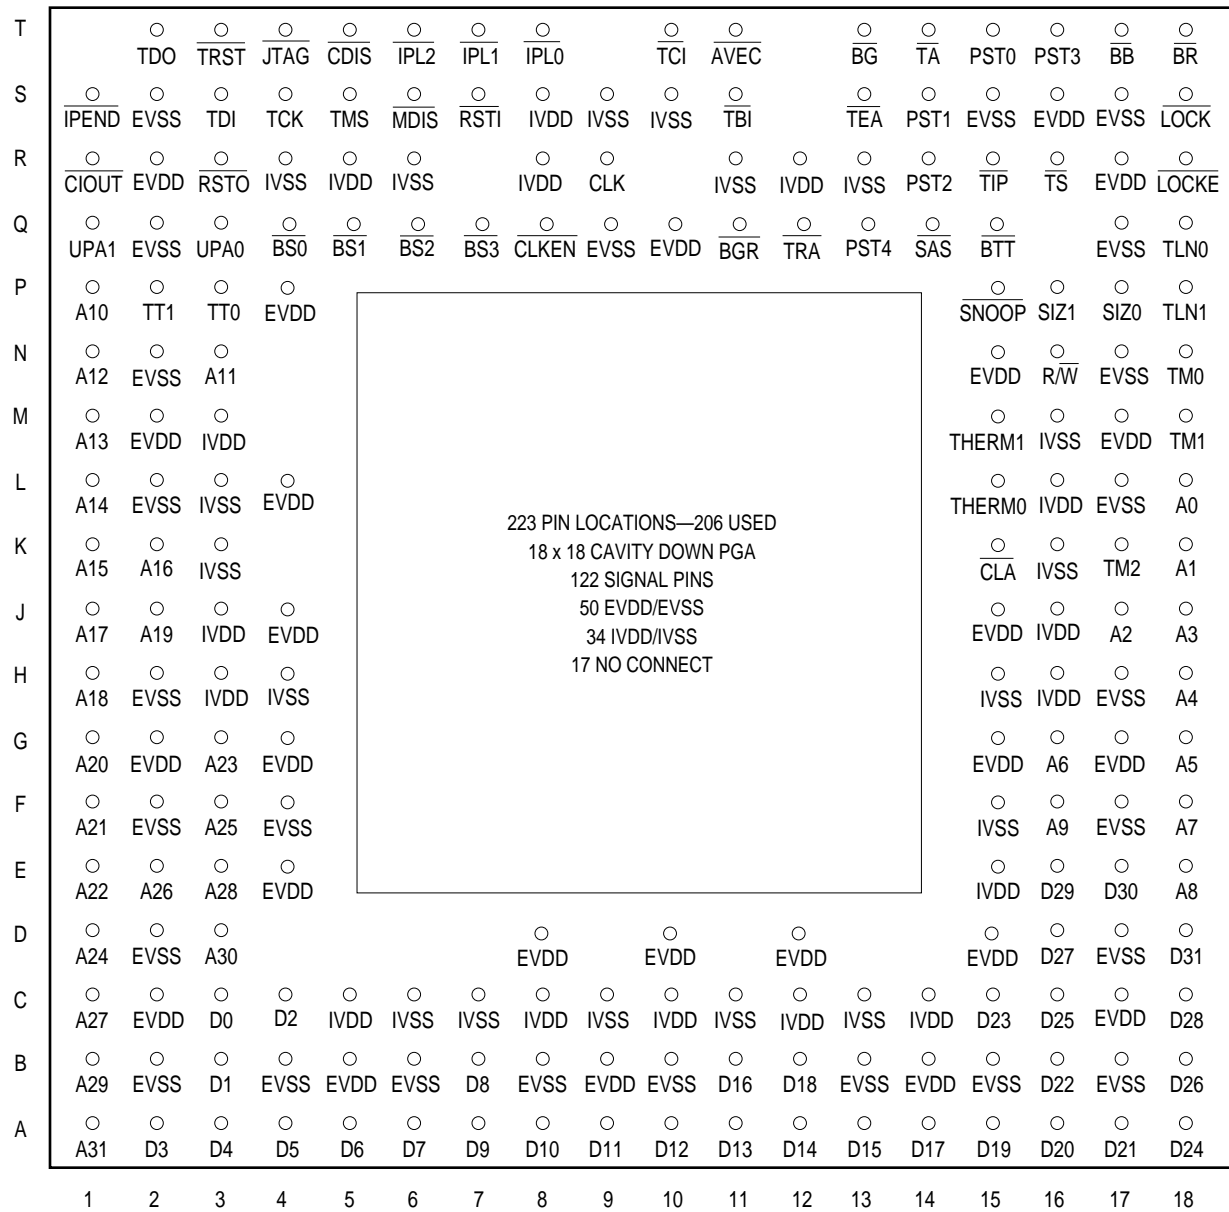 T
TDO TRST JTAG CDIS IPL2 IPL1 IPL0 TCI AVEC BG TA PST0 PST3 BB BR
S
IPEND EVSS TDI TCK TMS MDIS RSTI IVDD IVSS IVSS TBI TEA PST1 EVSS EVDD EVSS LOCK
R
CIOUT EVDD RSTO IVSS IVDD IVSS IVDD CLK IVSS IVDD IVSS PST2 TIP TS EVDD LOCKE
Q
UPA1 EVSS UPA0 BS0 BS1 BS2 BS3 CLKEN EVSS EVDD BGR TRA PST4 SAS BTT EVSS TLN0
P
A10 TT1 TT0 EVDD SNOOP SIZ1 SIZ0 TLN1
N
A12 EVSS A11 EVDD R/W EVSS TM0
M
A13 EVDD IVDD THERM1 IVSS EVDD TM1
L
A14 EVSS IVSS EVDD THERM0 IVDD EVSS A0
223 PIN LOCATIONS—206 USED
18 x 18 CAVITY DOWN PGA
122 SIGNAL PINS
50 EVDD/EVSS
34 IVDD/IVSS
17 NO CONNECT
K
A15 A16 IVSS CLA IVSS TM2 A1
J
A17 A19 IVDD EVDD EVDD IVDD A2 A3
H
A18 EVSS IVDD IVSS IVSS IVDD EVSS A4
G
A20 EVDD A23 EVDD EVDD A6 EVDD A5
F
A21 EVSS A25 EVSS IVSS A9 EVSS A7
E
A22 A26 A28 EVDD IVDD D29 D30 A8
D
A24 EVSS A30 EVDD EVDD EVDD EVDD D27 EVSS D31
C
A27 EVDD D0 D2 IVDD IVSS IVSS IVDD IVSS IVDD IVSS IVDD IVSS IVDD D23 D25 EVDD D28
B
A29 EVSS D1 EVSS EVDD EVSS D8 EVSS EVDD EVSS D16 D18 EVSS EVDD EVSS D22 EVSS D26
A
A31 D3 D4 D5 D6 D7 D9 D10 D11 D12 D13 D14 D15 D17 D19 D20 D21 D24
1 2 3 4 5 6 7 8 9 10 11 12 13 14 15 16 17 18